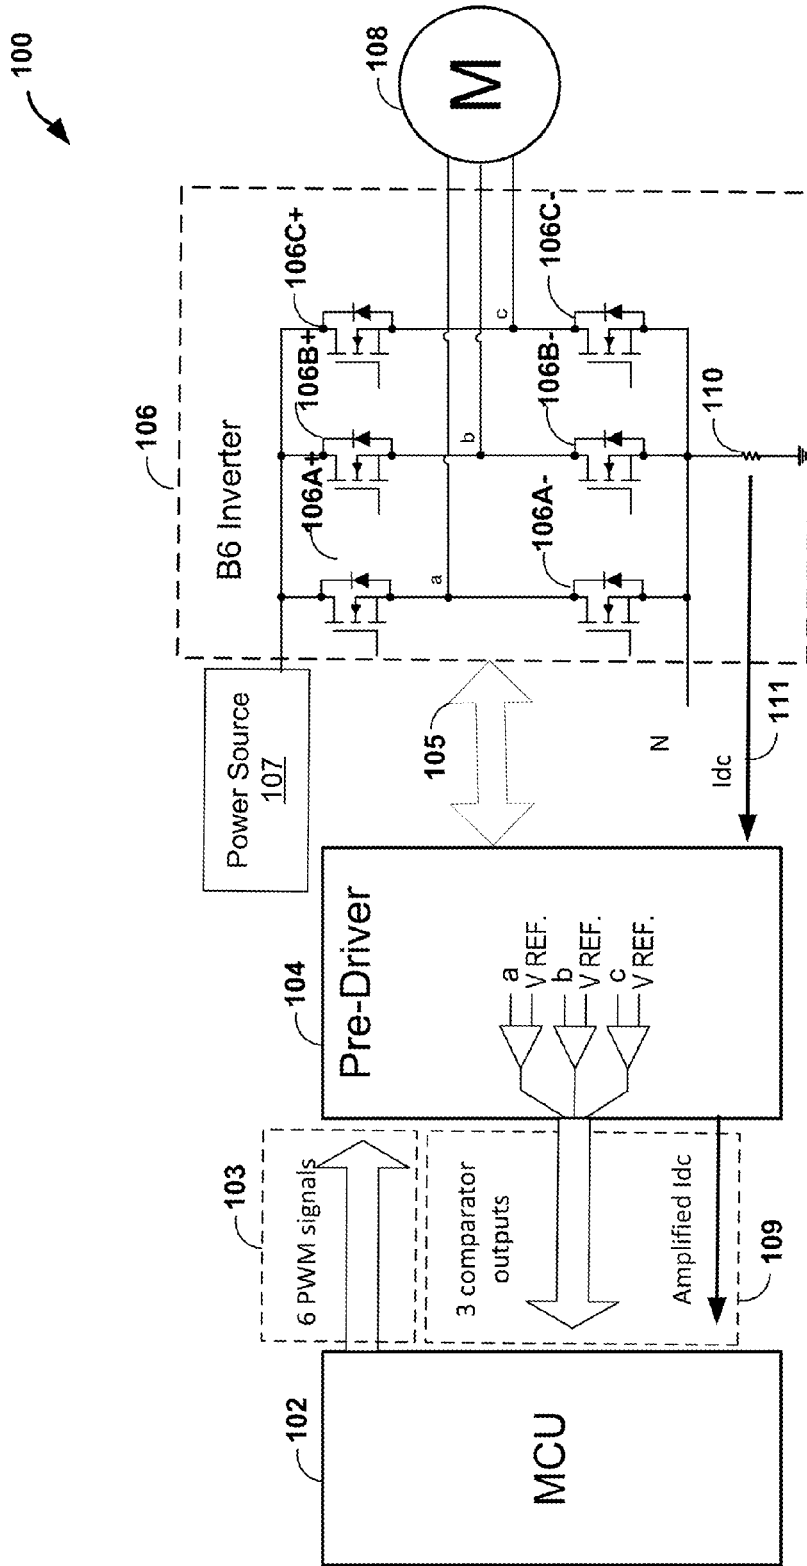 100
106
B6 Inverter
106A+
106B+
106C+
108
M
a
b
c
106A-
106B-
106C-
110
Power Source
107
105
N
Idc
111
104
Pre-Driver
a
V REF.
b
V REF.
c
V REF.
103
6 PWM signals
3 comparator
outputs
Amplified Idc
109
102
MCU